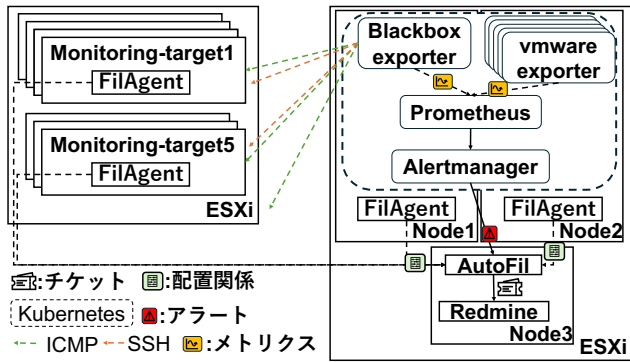 Monitoring-target1
FilAgent
Monitoring-target5
FilAgent
ESXi
Blackbox
exporter
vmware
exporter
Prometheus
Alertmanager
FilAgent
Node1
FilAgent
Node2
AutoFil
Redmine
Node3
ESXi
:チケット
:配置関係
Kubernetes
:アラート
ICMP
SSH
:メトリクス